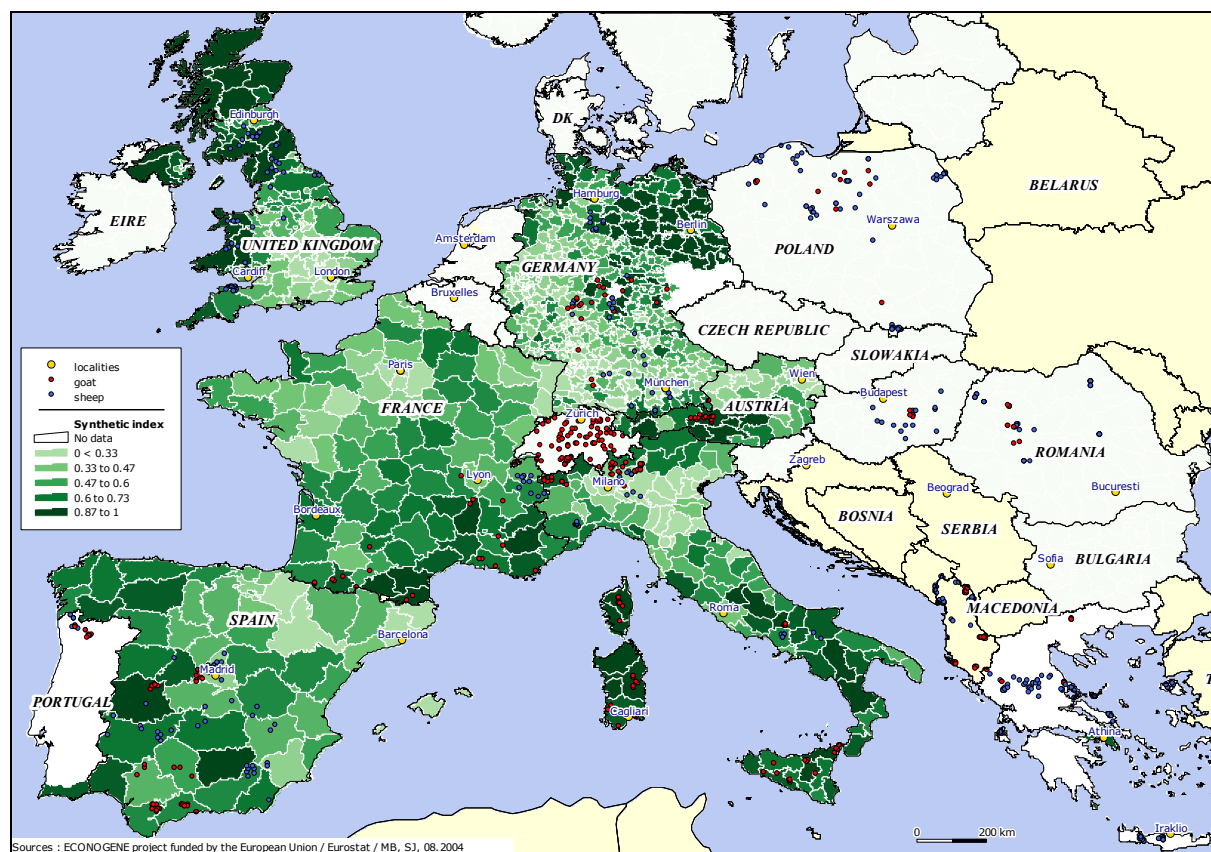 Edinburgh
DK
EIRE
UNITED KINGDOM
Cardiff
London
Hamburg
Berlin
Amsterdam
GERMANY
Bruxelles
BELARUS
Warszawa
POLAND
CZECH REPUBLIC
SLOWAKIA
localities
goat
sheep
Synthetic index
No data
0 < 0.33
0.33 to 0.47
0.47 to 0.6
0.6 to 0.73
0.87 to 1
Paris
FRANCE
München
Wien
AUSTRIA
Budapest
Zurich
Zagreb
ROMANIA
Lyon
Milano
Beograd
Bucuresti
Bordeaux
BOSNIA
SERBIA
Sofia
BULGARIA
SPAIN
Barcelona
Roma
MACEDONIA
Madrid
PORTUGAL
Cagliari
T
Athina
Iraklio
0 200 km
Sources : ECONOGENE project funded by the European Union / Eurostat / MB, SJ, 08.2004